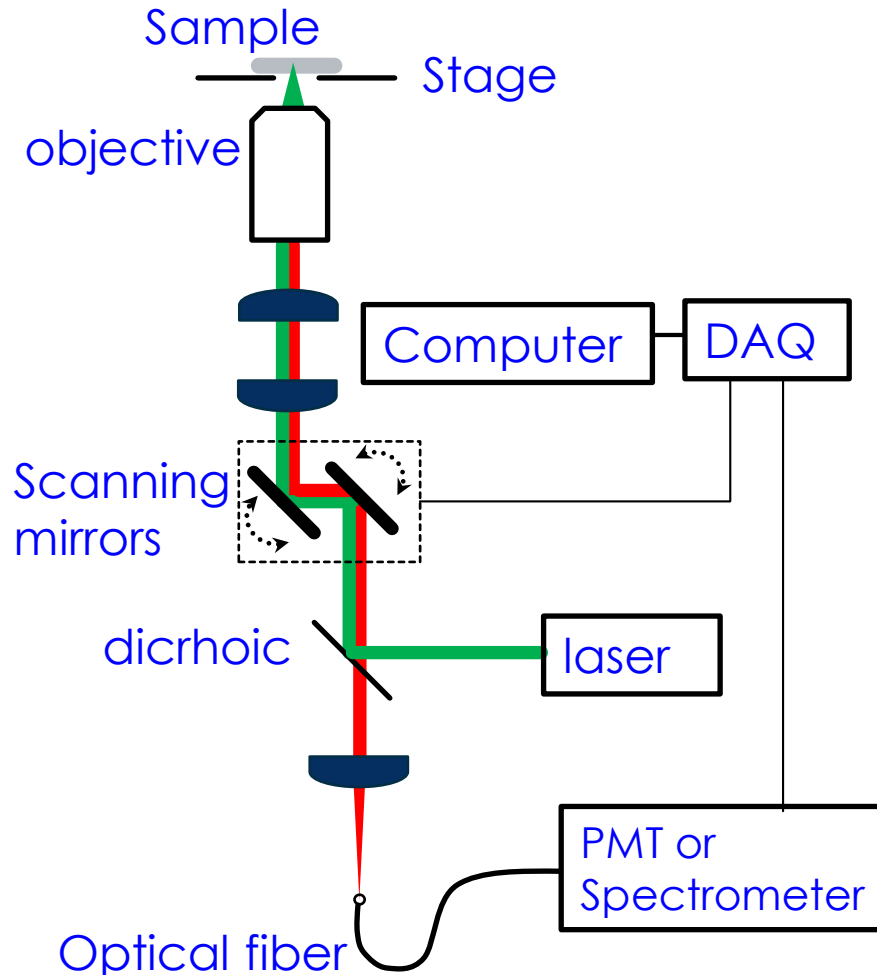 Sample
Stage
objective
Computer
DAQ
Scanning
mirrors
dicrhoic
laser
PMT or
Spectrometer
Optical fiber